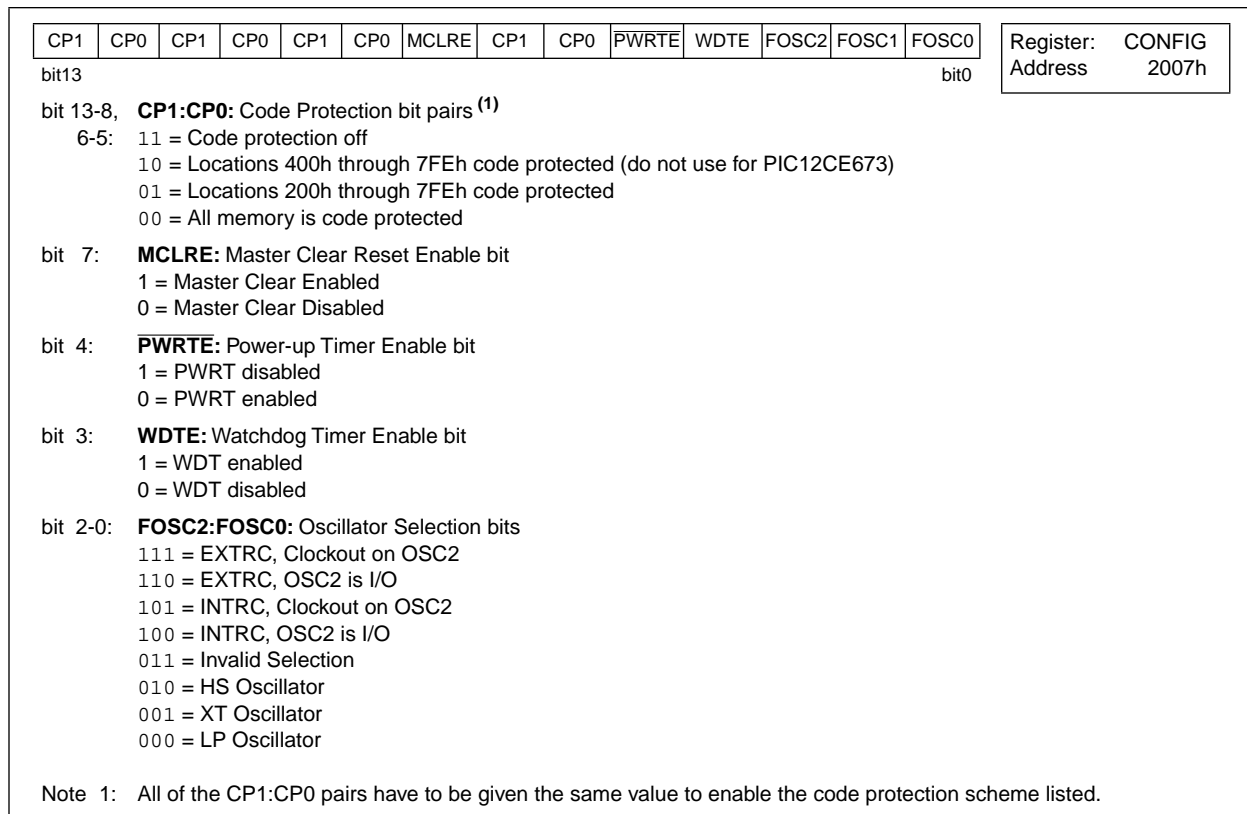 CP1 CP0 CP1 CP0 CP1 CP0 MCLRE CP1 CP0 PWRTE WDTE FOSC2 FOSC1 FOSC0
bit13 bit0
Register: CONFIG
Address 2007h
bit 13-8, CP1:CP0: Code Protection bit pairs (1)
6-5: 11 = Code protection off
10 = Locations 400h through 7FEh code protected (do not use for PIC12CE673)
01 = Locations 200h through 7FEh code protected
00 = All memory is code protected
bit 7: MCLRE: Master Clear Reset Enable bit
1 = Master Clear Enabled
0 = Master Clear Disabled
bit 4: PWRTE: Power-up Timer Enable bit
1 = PWRT disabled
0 = PWRT enabled
bit 3: WDTE: Watchdog Timer Enable bit
1 = WDT enabled
0 = WDT disabled
bit 2-0: FOSC2:FOSC0: Oscillator Selection bits
111 = EXTRC, Clockout on OSC2
110 = EXTRC, OSC2 is I/O
101 = INTRC, Clockout on OSC2
100 = INTRC, OSC2 is I/O
011 = Invalid Selection
010 = HS Oscillator
001 = XT Oscillator
000 = LP Oscillator
Note 1: All of the CP1:CP0 pairs have to be given the same value to enable the code protection scheme listed.